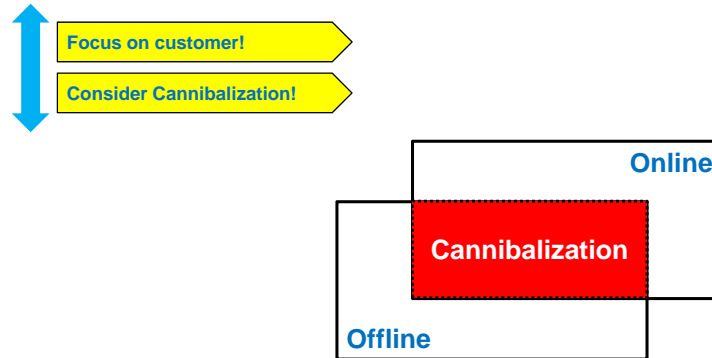 Focus on customer!
Consider Cannibalization!
Online
Cannibalization
Offline